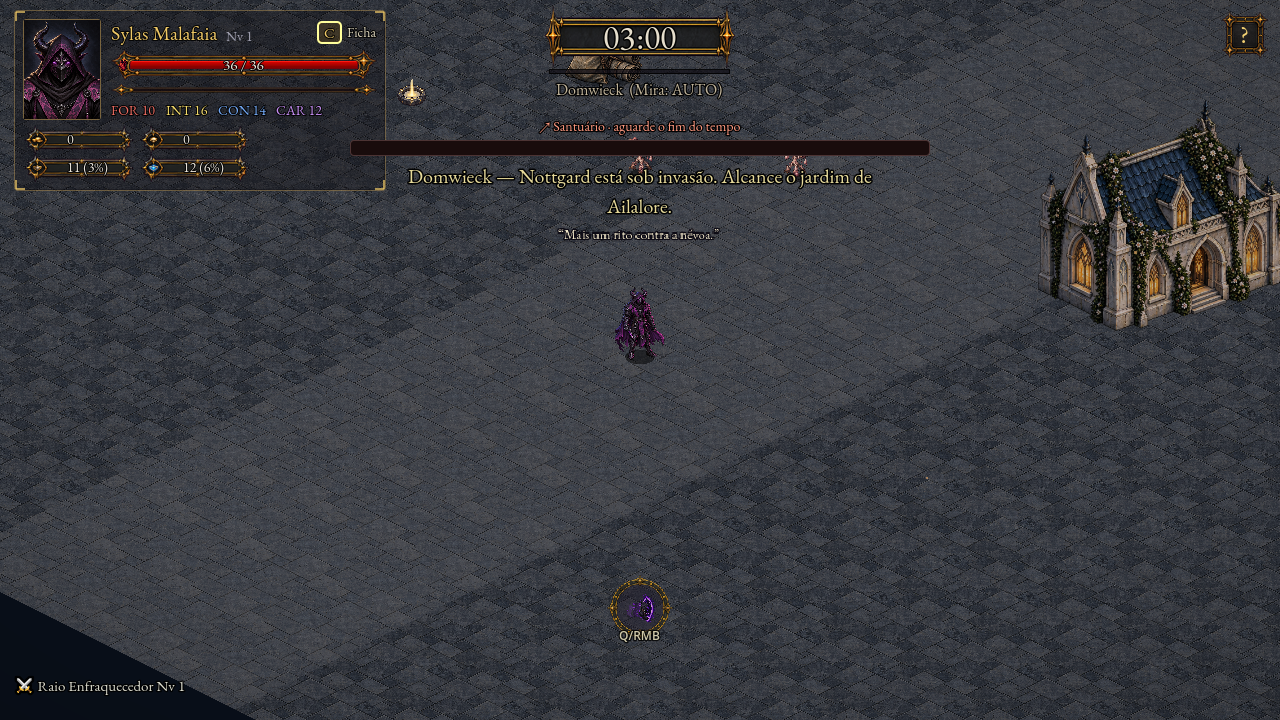 Sylas Malafaia Nv 1
C Ficha
36 / 36
FOR 10 INT 16 CON 14 CAR 12
0 0
11 (3%) 12 (6%)
03:00
Domwieck (Mira: AUTO)
↗ Santuário · aguarde o fim do tempo
Domwieck — Nottgard está sob invasão. Alcance o jardim de
Ailalore.
“Mais um rito contra a névoa.”
?
Q/RMB
Raio Enfraquecedor Nv 1